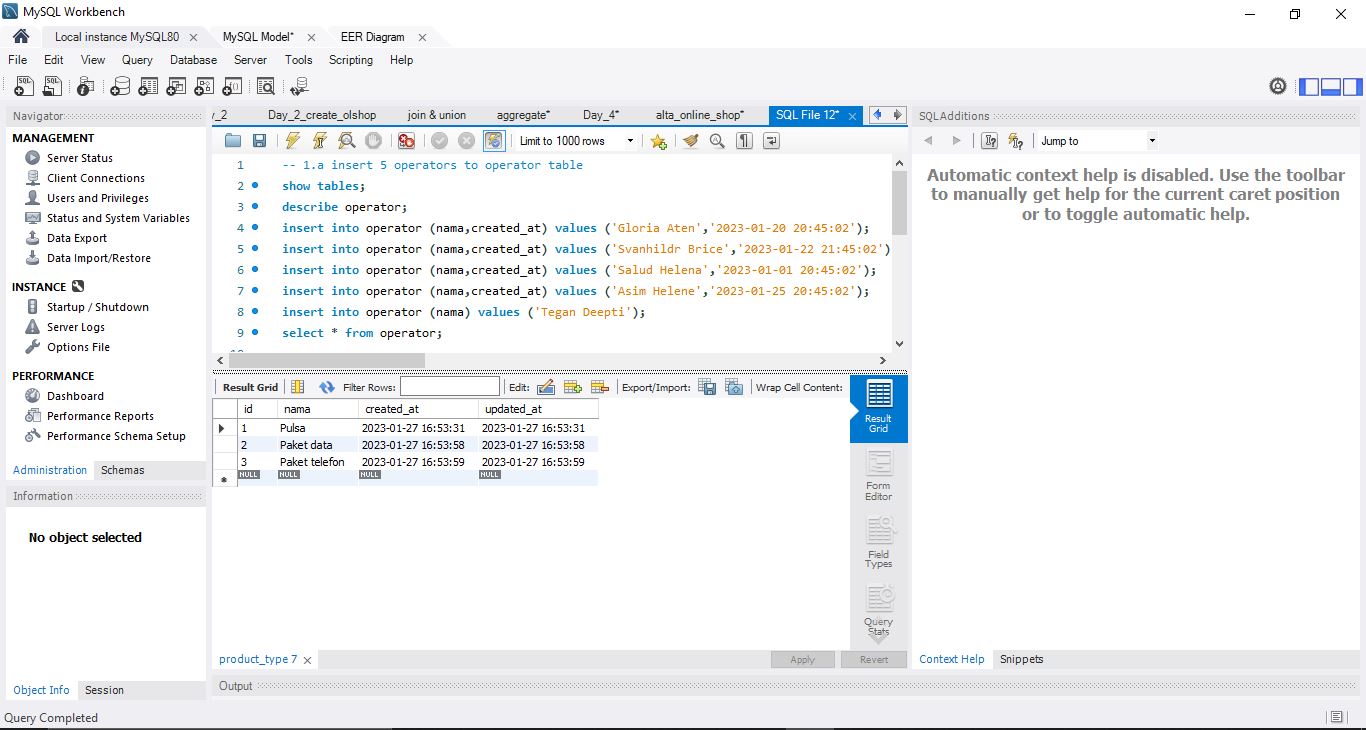 MySQL Workbench
Local instance MySQL80 MySQL Model* EER Diagram
File Edit View Query Database Server Tools Scripting Help
Navigator
MANAGEMENT
Server Status
Client Connections
Users and Privileges
Status and System Variables
Data Export
Data Import/Restore
INSTANCE
Startup / Shutdown
Server Logs
Options File
PERFORMANCE
Dashboard
Performance Reports
Performance Schema Setup
Administration Schemas
Information
No object selected
Object Info Session
Query Completed
y_2 Day_2_create_olshop join & union aggregate* Day_4* alta_online_shop* SQL File 12*
Limit to 1000 rows
1 -- 1.a insert 5 operators to operator table
2 show tables;
3 describe operator;
4 insert into operator (nama,created_at) values ('Gloria Aten','2023-01-20 20:45:02');
5 insert into operator (nama,created_at) values ('Svanhildr Brice','2023-01-22 21:45:02')
6 insert into operator (nama,created_at) values ('Salud Helena','2023-01-01 20:45:02');
7 insert into operator (nama,created_at) values ('Asim Helene','2023-01-25 20:45:02');
8 insert into operator (nama) values ('Tegan Deepti');
9 select * from operator;
Result Grid Filter Rows: Edit: Export/Import: Wrap Cell Content:
id nama created_at updated_at
1 Pulsa 2023-01-27 16:53:31 2023-01-27 16:53:31
2 Paket data 2023-01-27 16:53:58 2023-01-27 16:53:58
3 Paket telefon 2023-01-27 16:53:59 2023-01-27 16:53:59
NULL NULL NULL NULL
Result
Grid
Form
Editor
Field
Types
Query
Stats
product_type 7 Apply Revert
Output
SQLAdditions
Jump to
Automatic context help is disabled. Use the toolbar
to manually get help for the current caret position
or to toggle automatic help.
Context Help Snippets